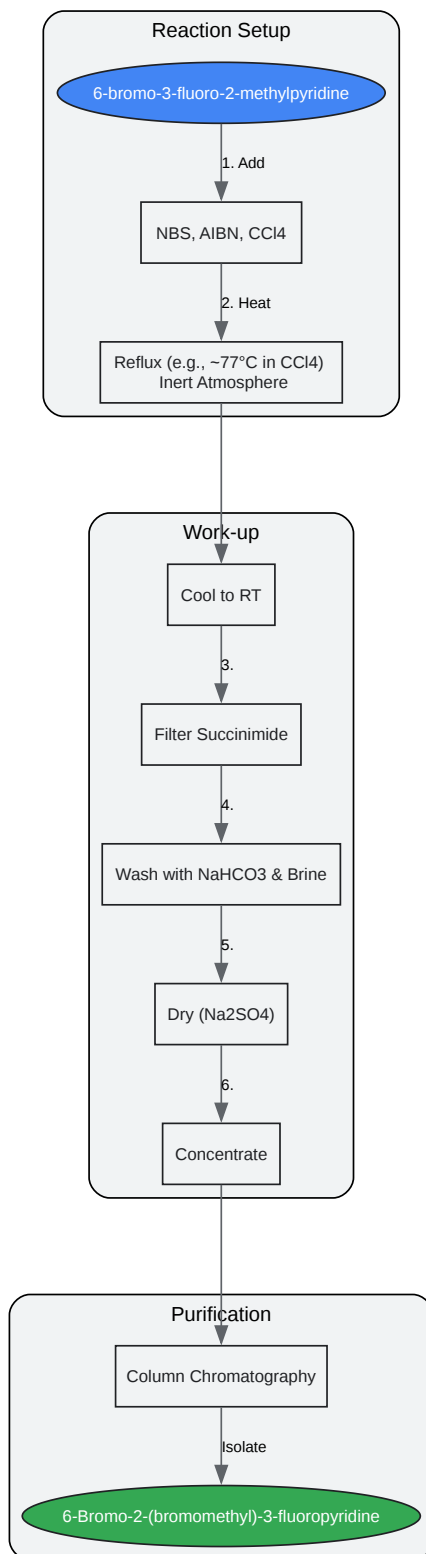 Reaction Setup
6-bromo-3-fluoro-2-methylpyridine
1. Add
NBS, AIBN, CCl4
2. Heat
Reflux (e.g., ~77°C in CCl4)
Inert Atmosphere
Work-up
Cool to RT
3.
Filter Succinimide
4.
Wash with NaHCO3 & Brine
5.
Dry (Na2SO4)
6.
Concentrate
Purification
Column Chromatography
Isolate
6-Bromo-2-(bromomethyl)-3-fluoropyridine